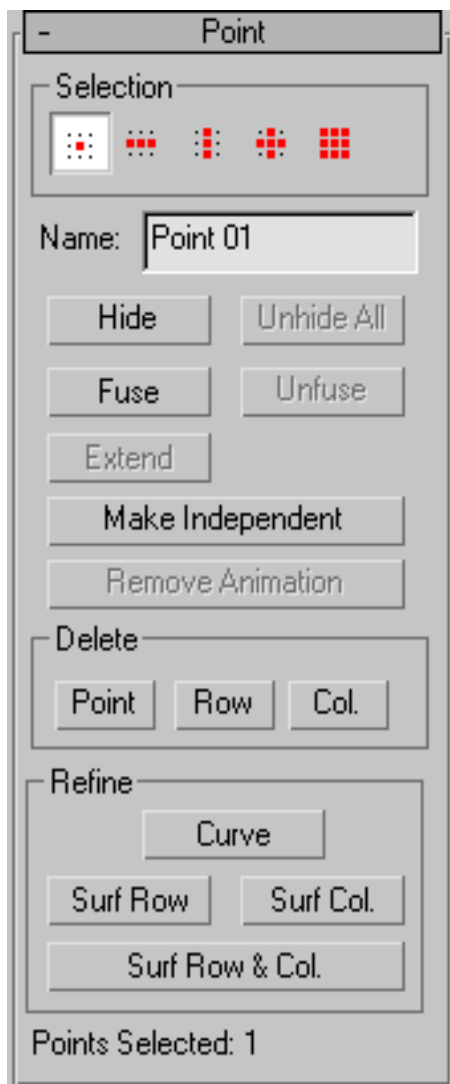 - Point
Selection
Name: Point 01
Hide Unhide All
Fuse Unfuse
Extend
Make Independent
Remove Animation
Delete
Point Row Col.
Refine
Curve
Surf Row Surf Col.
Surf Row & Col.
Points Selected: 1